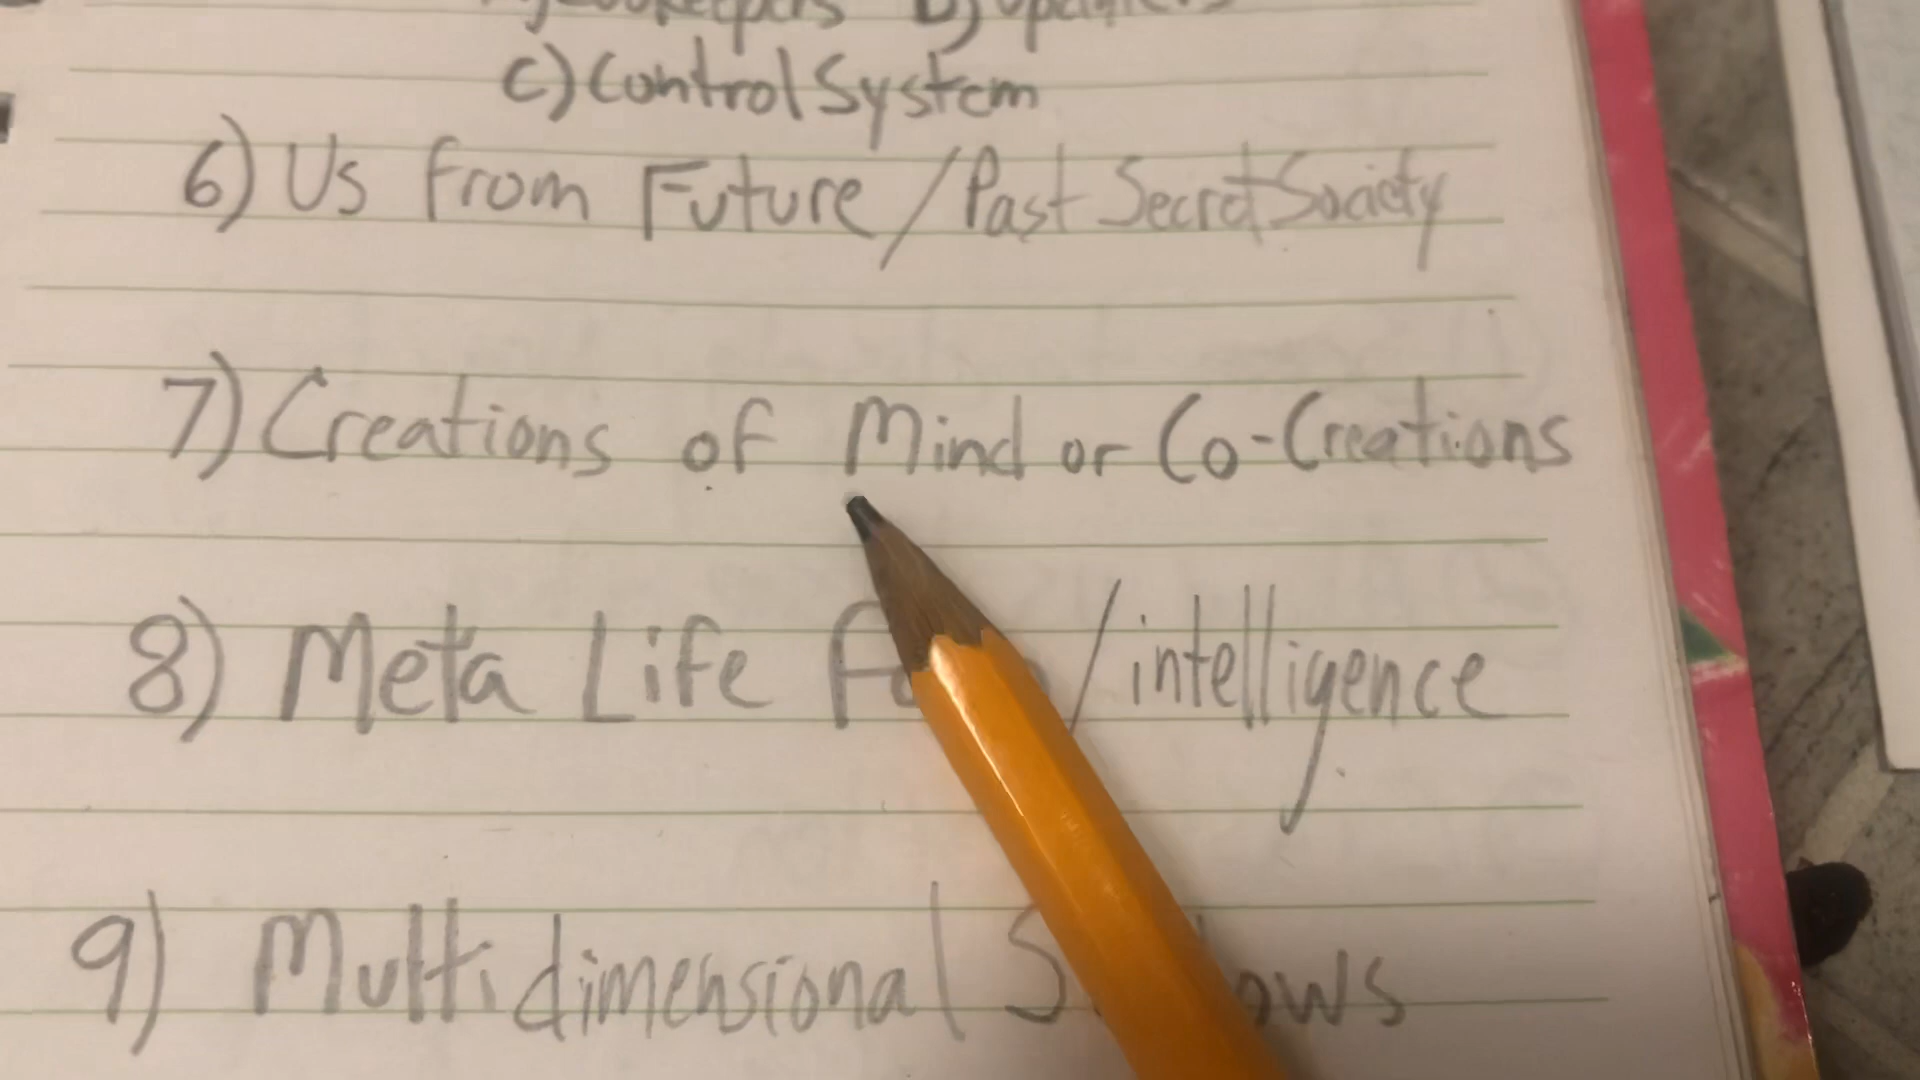 C) Control System
6) Us From Future / Past Secret Society
7) Creations of Mind or Co-Creations
8) Meta Life / intelligence
9) Multidimensional